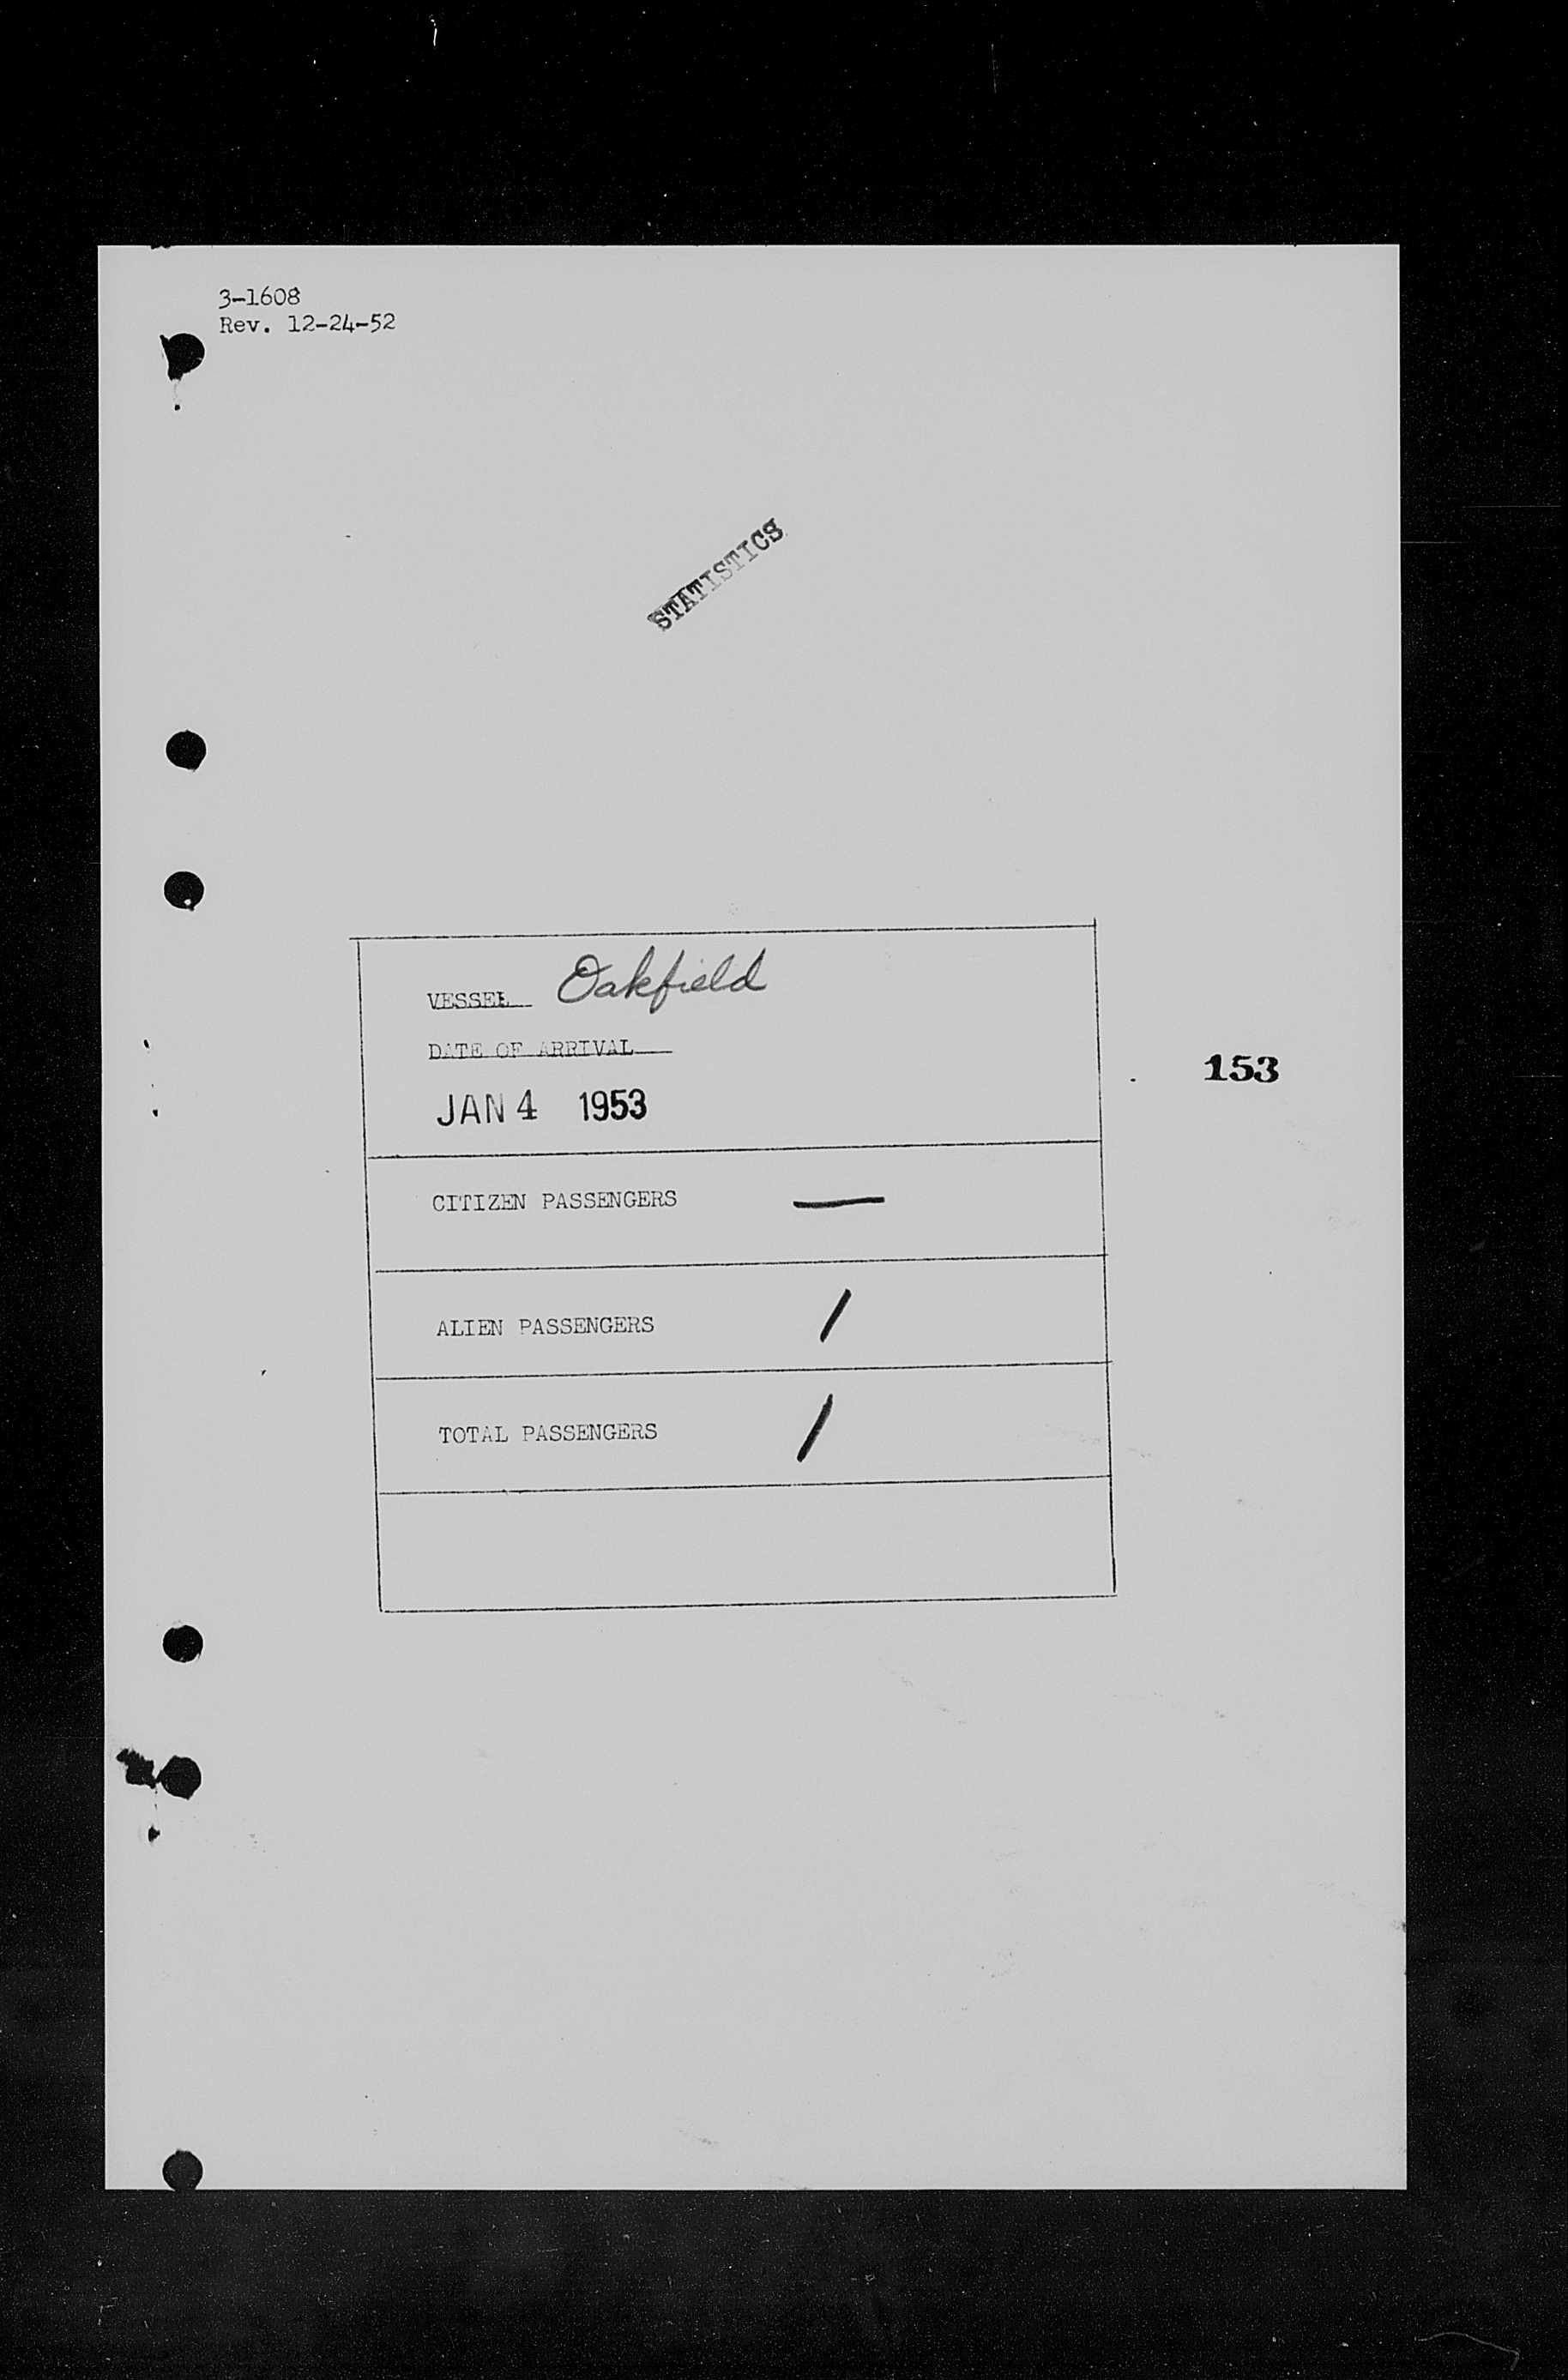 3-1608
Rev. 12-24-52
STATISTICS
VESSEL Oakfield
DATE OF ARRIVAL
JAN 4 1953
153
CITIZEN PASSENGERS —
ALIEN PASSENGERS 1
TOTAL PASSENGERS 1